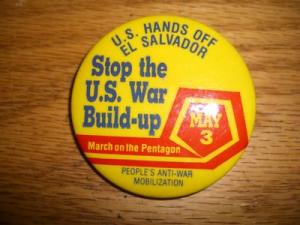 U.S. HANDS OFF
EL SALVADOR
Stop the
U.S. War
Build-up
MAY
3
March on the Pentagon
PEOPLE'S ANTI-WAR
MOBILIZATION